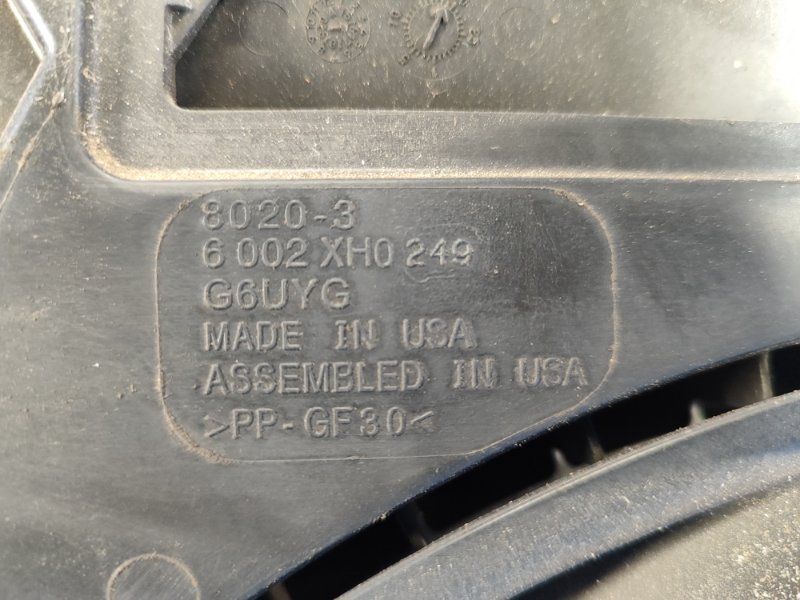 8020-3
6 002 XH0 249
G6UYG
MADE IN USA
ASSEMBLED IN USA
>PP-GF30<